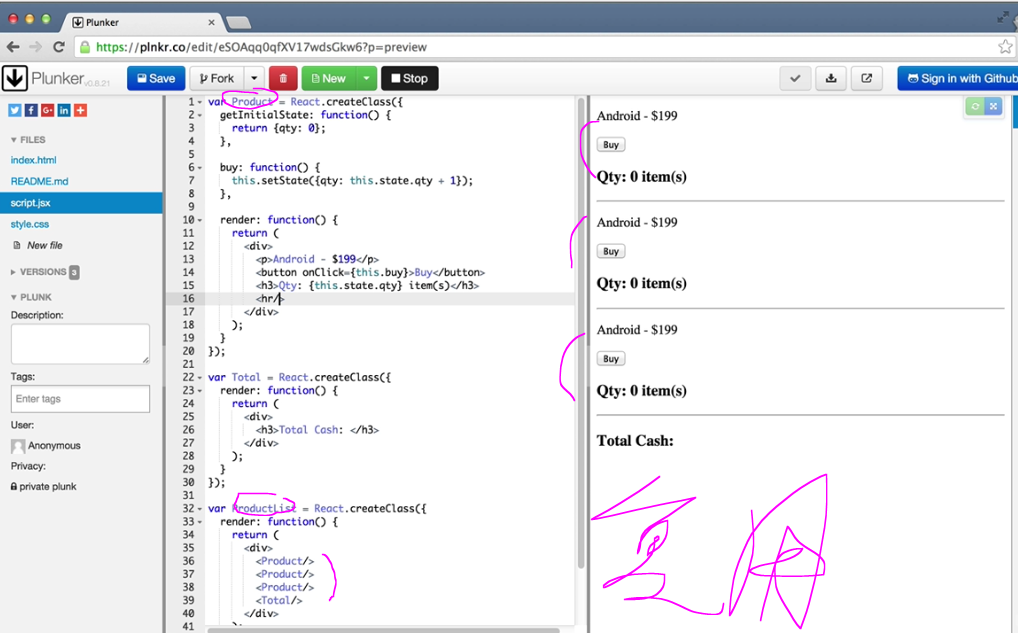 Plunker
https://plnkr.co/edit/eSOAqq0qfXV17wdsGkw6?p=preview
Plunker v0.8.21 Save Fork New Stop Sign in with Github
FILES
index.html
README.md
script.jsx
style.css
New file
VERSIONS 3
PLUNK
Description:
Tags:
Enter tags
User:
Anonymous
Privacy:
private plunk
1 var Product = React.createClass({
2 getInitialState: function() {
3 return {qty: 0};
4 },
5
6 buy: function() {
7 this.setState({qty: this.state.qty + 1});
8 },
9
10 render: function() {
11 return (
12 <div>
13 <p>Android - $199</p>
14 <button onClick={this.buy}>Buy</button>
15 <h3>Qty: {this.state.qty} item(s)</h3>
16 <hr/>
17 </div>
18 );
19 }
20 });
21
22 var Total = React.createClass({
23 render: function() {
24 return (
25 <div>
26 <h3>Total Cash: </h3>
27 </div>
28 );
29 }
30 });
31
32 var ProductList = React.createClass({
33 render: function() {
34 return (
35 <div>
36 <Product/>
37 <Product/>
38 <Product/>
39 <Total/>
40 </div>
41 );
Android - $199
Buy
Qty: 0 item(s)
Android - $199
Buy
Qty: 0 item(s)
Android - $199
Buy
Qty: 0 item(s)
Total Cash:
复用